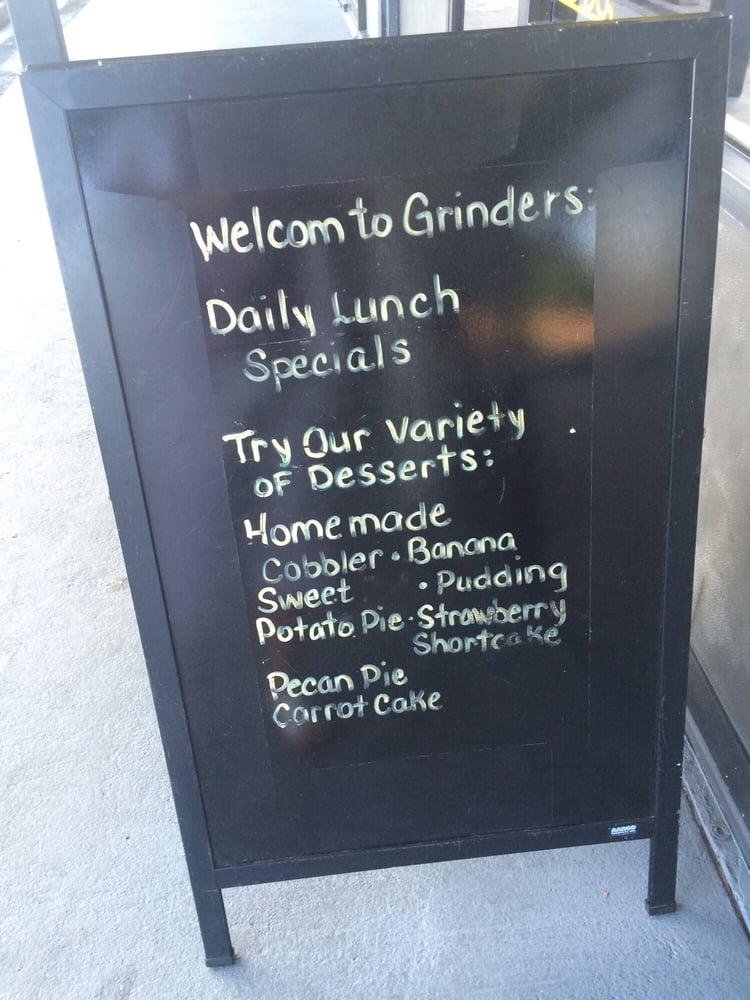 Welcom to Grinders:
Daily Lunch
Specials
Try Our Variety
of Desserts:
Homemade
Cobbler • Banana
Sweet • Pudding
Potato Pie • Strawberry
Shortcake
Pecan Pie
Carrot Cake
AARCO